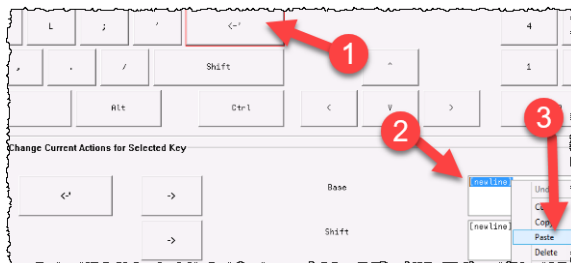 L ; ' <-' 4
, . / Shift ^ 1
Alt Ctrl < V >
1
2
3
Change Current Actions for Selected Key
<-' -> Base [newline]
Copy
Paste
-> Shift [newline]
Delete